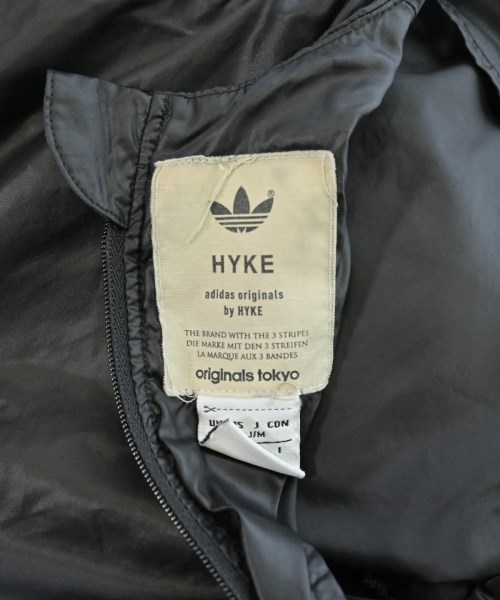 ®
HYKE
adidas originals
by HYKE
THE BRAND WITH THE 3 STRIPES
DIE MARKE MIT DEN 3 STREIFEN
LA MARQUE AUX 3 BANDES
originals tokyo
J CDN
J/M